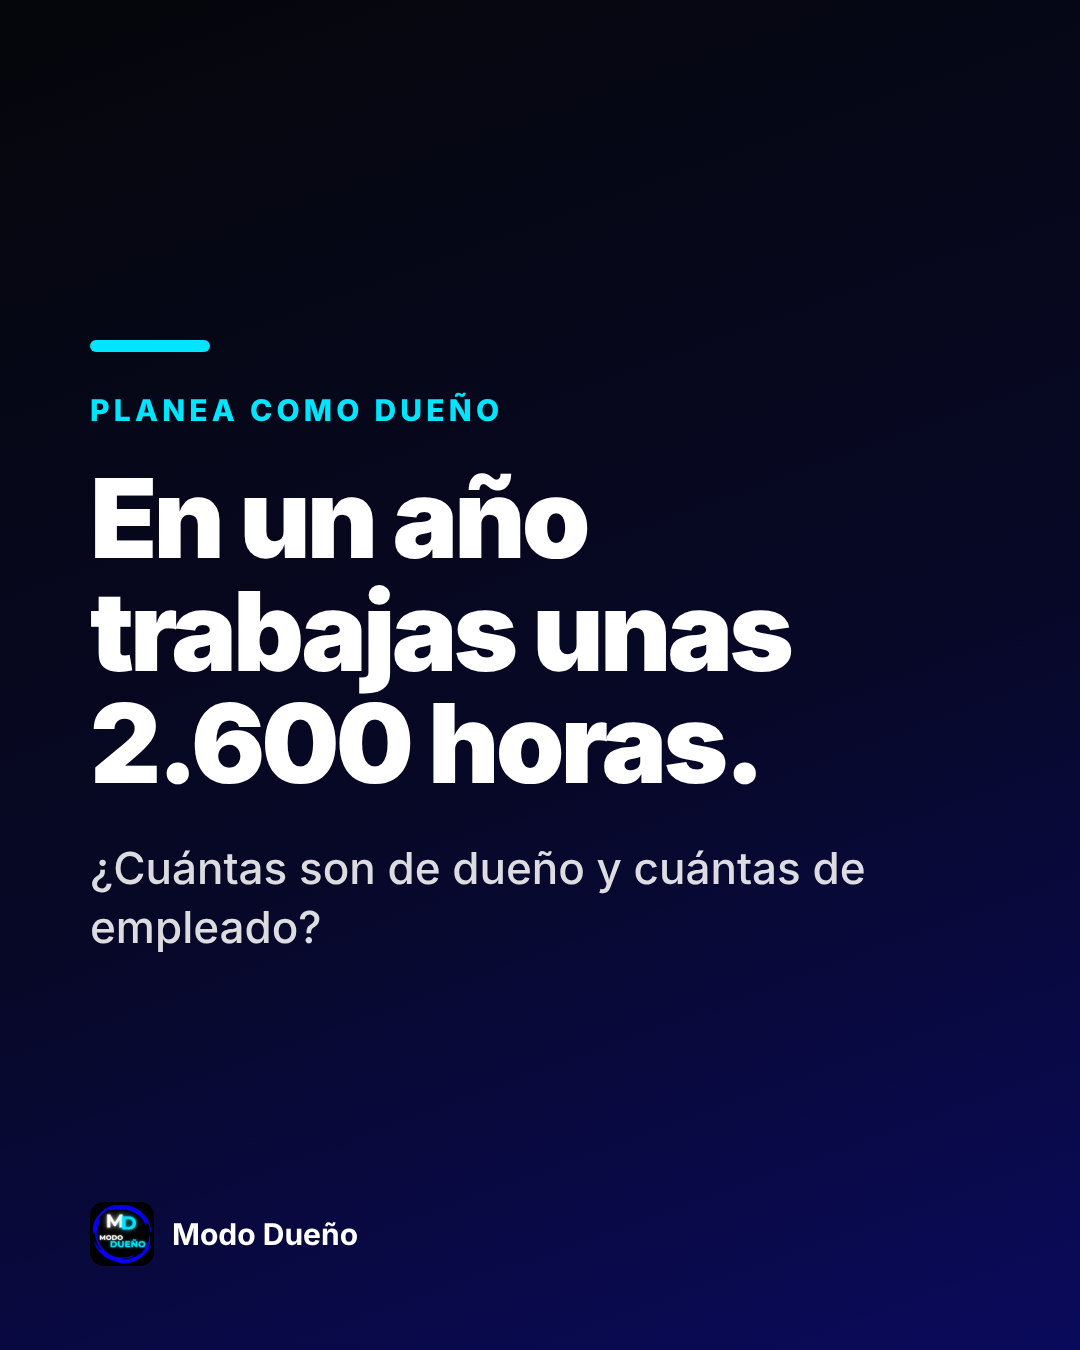 PLANEA COMO DUEÑO
En un año
trabajas unas
2.600 horas.
¿Cuántas son de dueño y cuántas de
empleado?
MD
MODO
DUEÑO
Modo Dueño